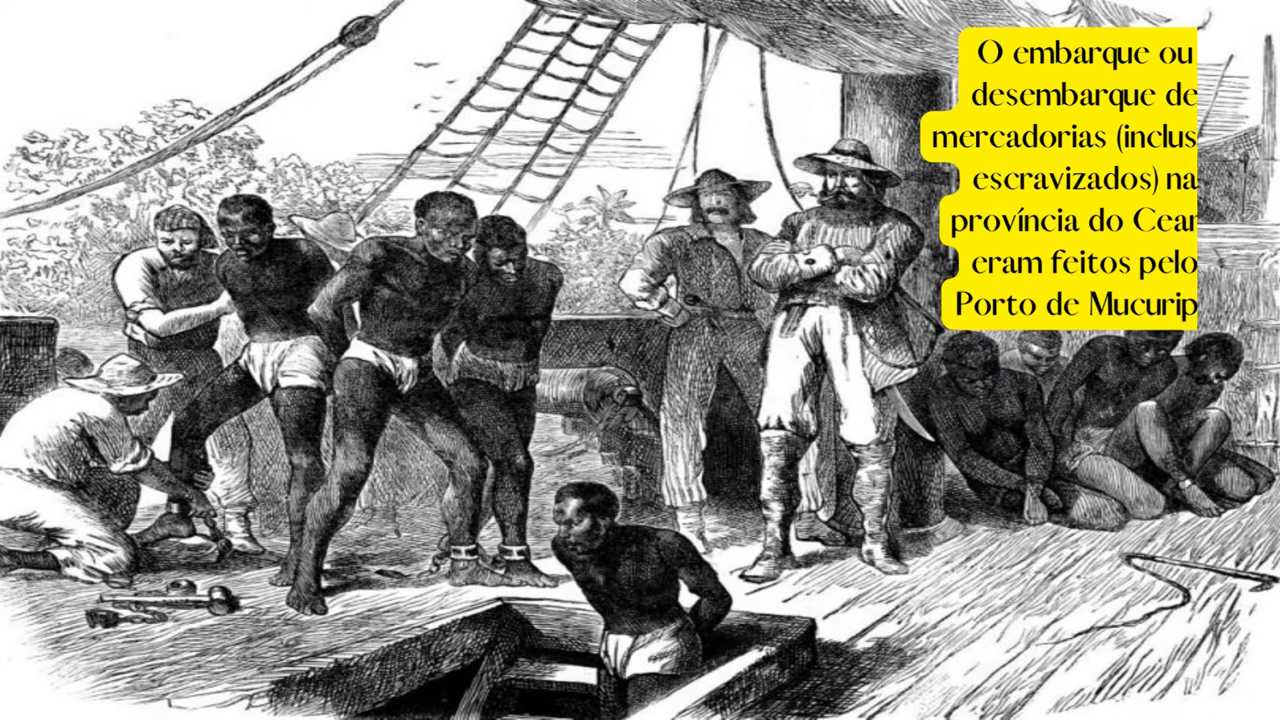 O embarque ou
desembarque de
mercadorias (inclus
escravizados) na
província do Cear
eram feitos pelo
Porto de Mucurip